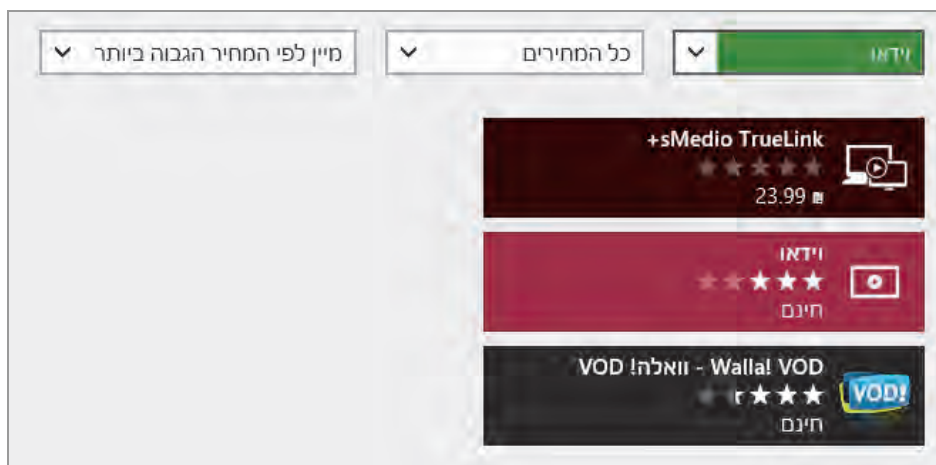 וידאו
כל המחירים
מיין לפי המחיר הגבוה ביותר
sMedio TrueLink+
₪ 23.99
וידאו
חינם
Walla! VOD - וואלה! VOD
VOD!
חינם